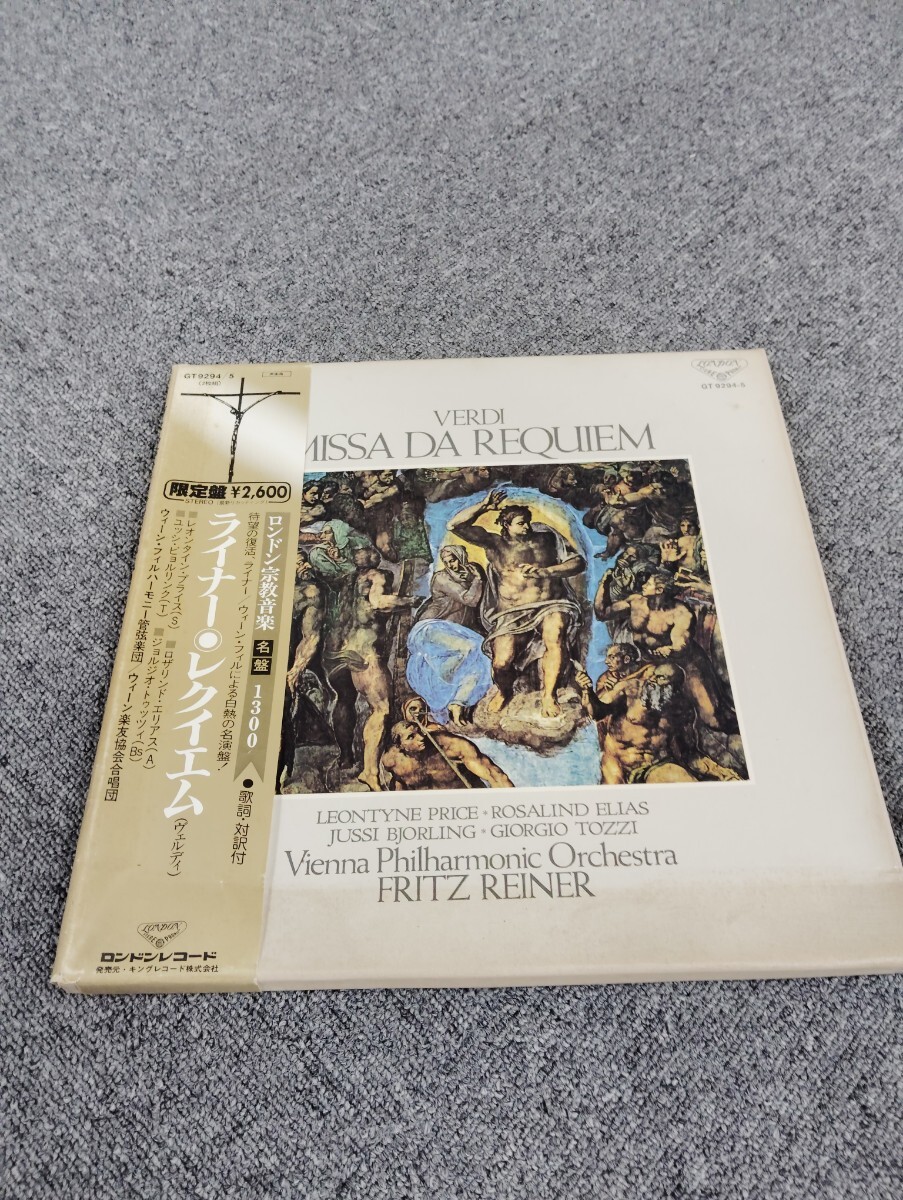 GT9294/5
(2枚組)
限定盤 ¥2,600
STEREO
ロンドン宗教音楽 名盤 1300
●歌詞・対訳付
待望の復活、ライナー/ウィーン・フィルによる白熱の名演盤!
ライナー●レクイエム(ヴェルディ)
■レオンタイン・プライス(S) ■ロザリンド・エリアス(A)
■ユッシ・ビョルリンク(T) ■ジョルジオ・トッツィ(Bs)
ウィーン・フィルハーモニー管弦楽団 ウィーン楽友協会合唱団
LONDON
ロンドンレコード
発売元・キングレコード株式会社
LONDON
GT 9294-5
VERDI
MISSA DA REQUIEM
LEONTYNE PRICE • ROSALIND ELIAS
JUSSI BJORLING • GIORGIO TOZZI
Vienna Philharmonic Orchestra
FRITZ REINER